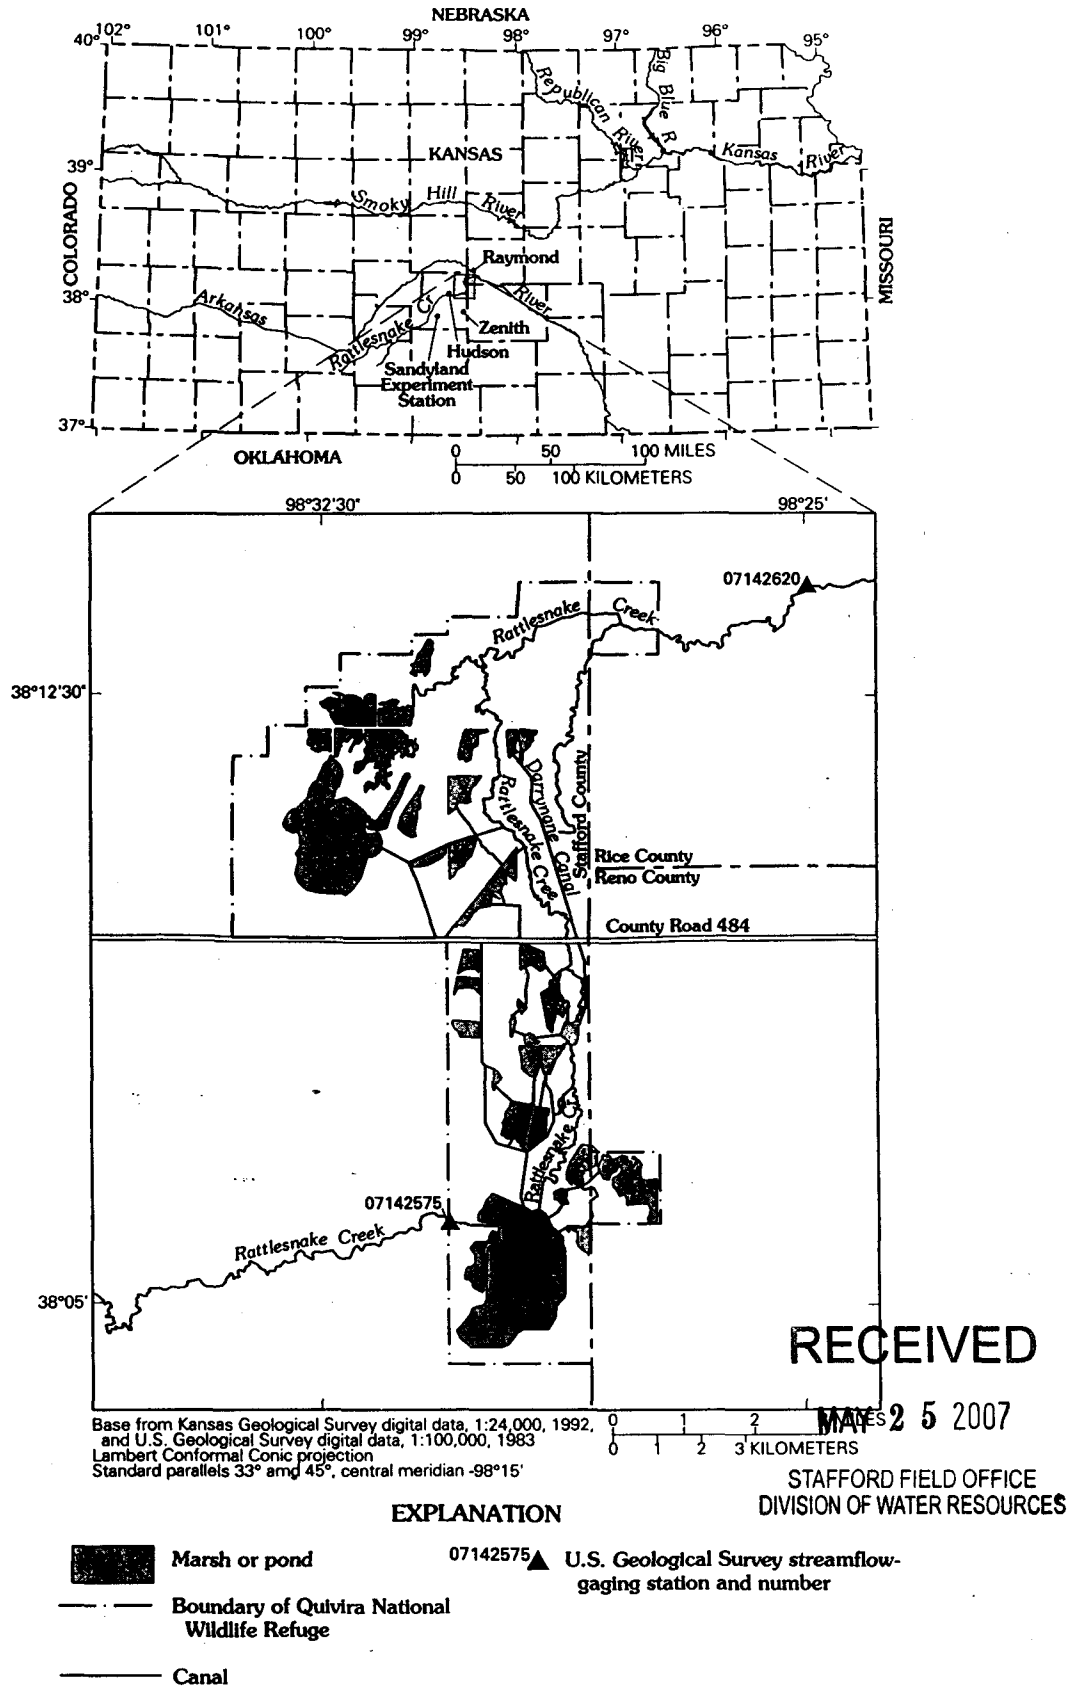 NEBRASKA
102° 101° 100° 99° 98° 97° 96° 95°
40°
Republican River
Big Blue R
KANSAS
Kansas River
39°
Smoky Hill River
COLORADO
MISSOURI
Raymond
38°
Arkansas River
Rattlesnake Cr
Zenith
Hudson
Sandyland
Experiment
Station
37°
OKLAHOMA
0 50 100 MILES
0 50 100 KILOMETERS
98°32'30" 98°25'
07142620
Rattlesnake Creek
38°12'30"
Darrynane Canal
Rattlesnake Cree
Stafford County
Rice County
Reno County
County Road 484
Rattlesnake Cr
07142575
Rattlesnake Creek
38°05'
RECEIVED
MAY 25 2007
STAFFORD FIELD OFFICE
DIVISION OF WATER RESOURCES
Base from Kansas Geological Survey digital data, 1:24,000, 1992,
and U.S. Geological Survey digital data, 1:100,000, 1983
Lambert Conformal Conic projection
Standard parallels 33° amd 45°, central meridian -98°15'
0 1 2 MILES
0 1 2 3 KILOMETERS
EXPLANATION
Marsh or pond
07142575 U.S. Geological Survey streamflow-
gaging station and number
Boundary of Quivira National
Wildlife Refuge
Canal